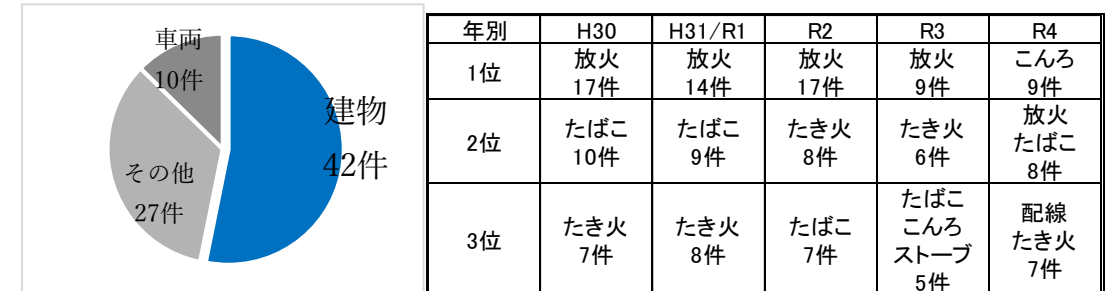 車両
10件
建物
42件
その他
27件
年別 H30 H31/R1 R2 R3 R4
1位 放火 放火 放火 放火 こんろ
17件 14件 17件 9件 9件
2位 たばこ たばこ たき火 たき火 放火 たばこ
10件 9件 8件 6件 8件
3位 たき火 たき火 たばこ たばこ こんろ ストーブ 配線 たき火
7件 8件 7件 5件 7件